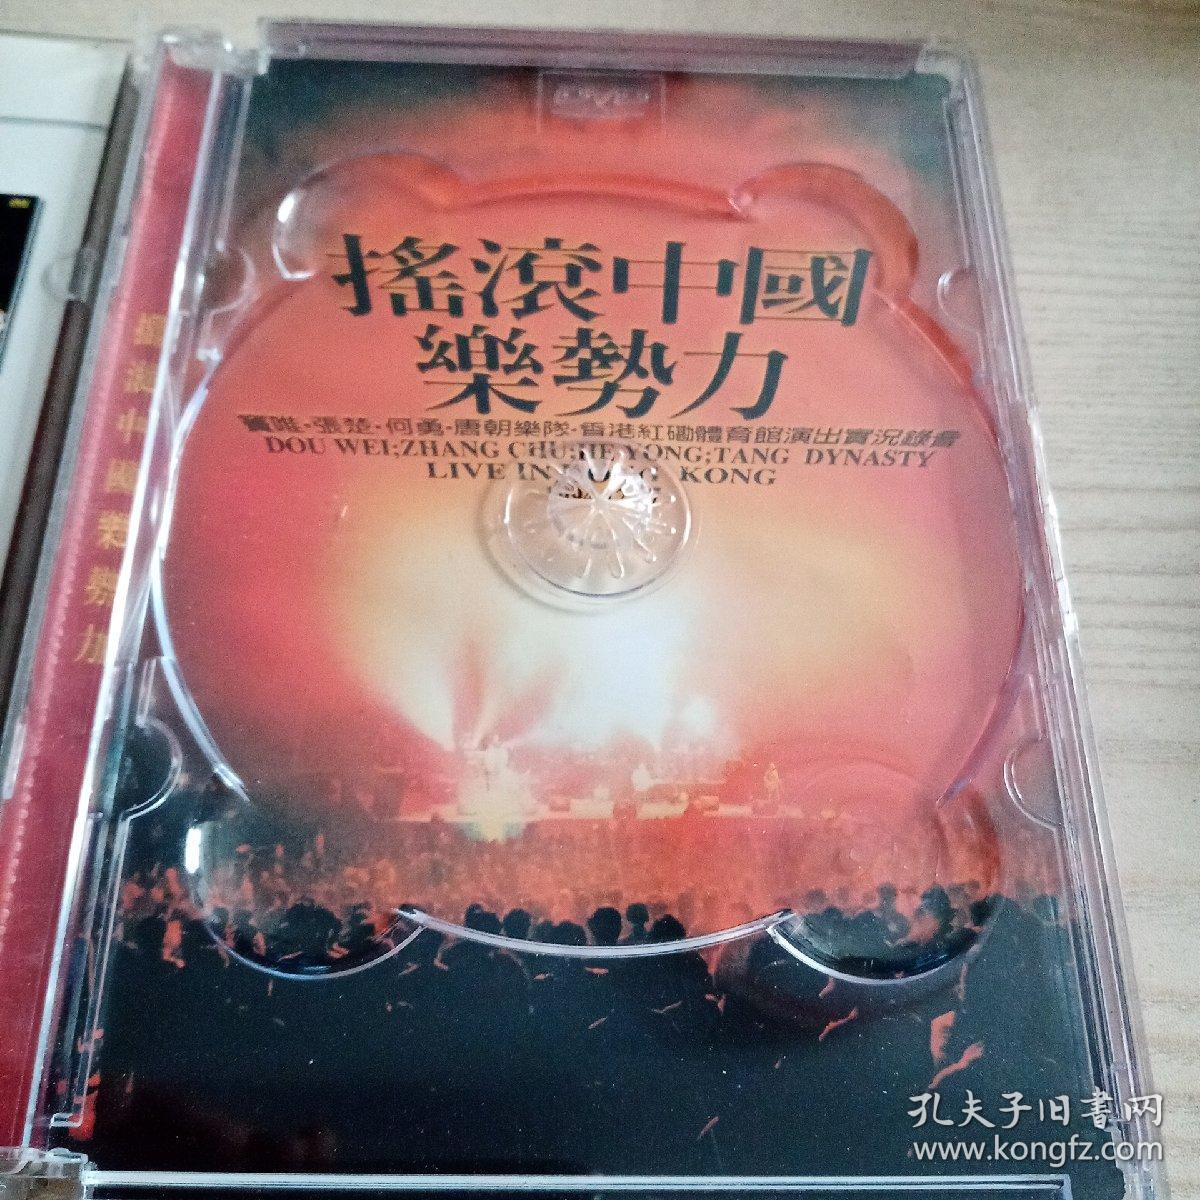 DVD
搖滾中國
樂勢力
竇唯·張楚·何勇·唐朝樂隊·香港紅磡體育館演出實況錄音
DOU WEI;ZHANG CHU;HE YONG;TANG DYNASTY
LIVE IN HONG KONG
搖滾中國樂勢力
孔夫子旧書网
www.kongfz.com